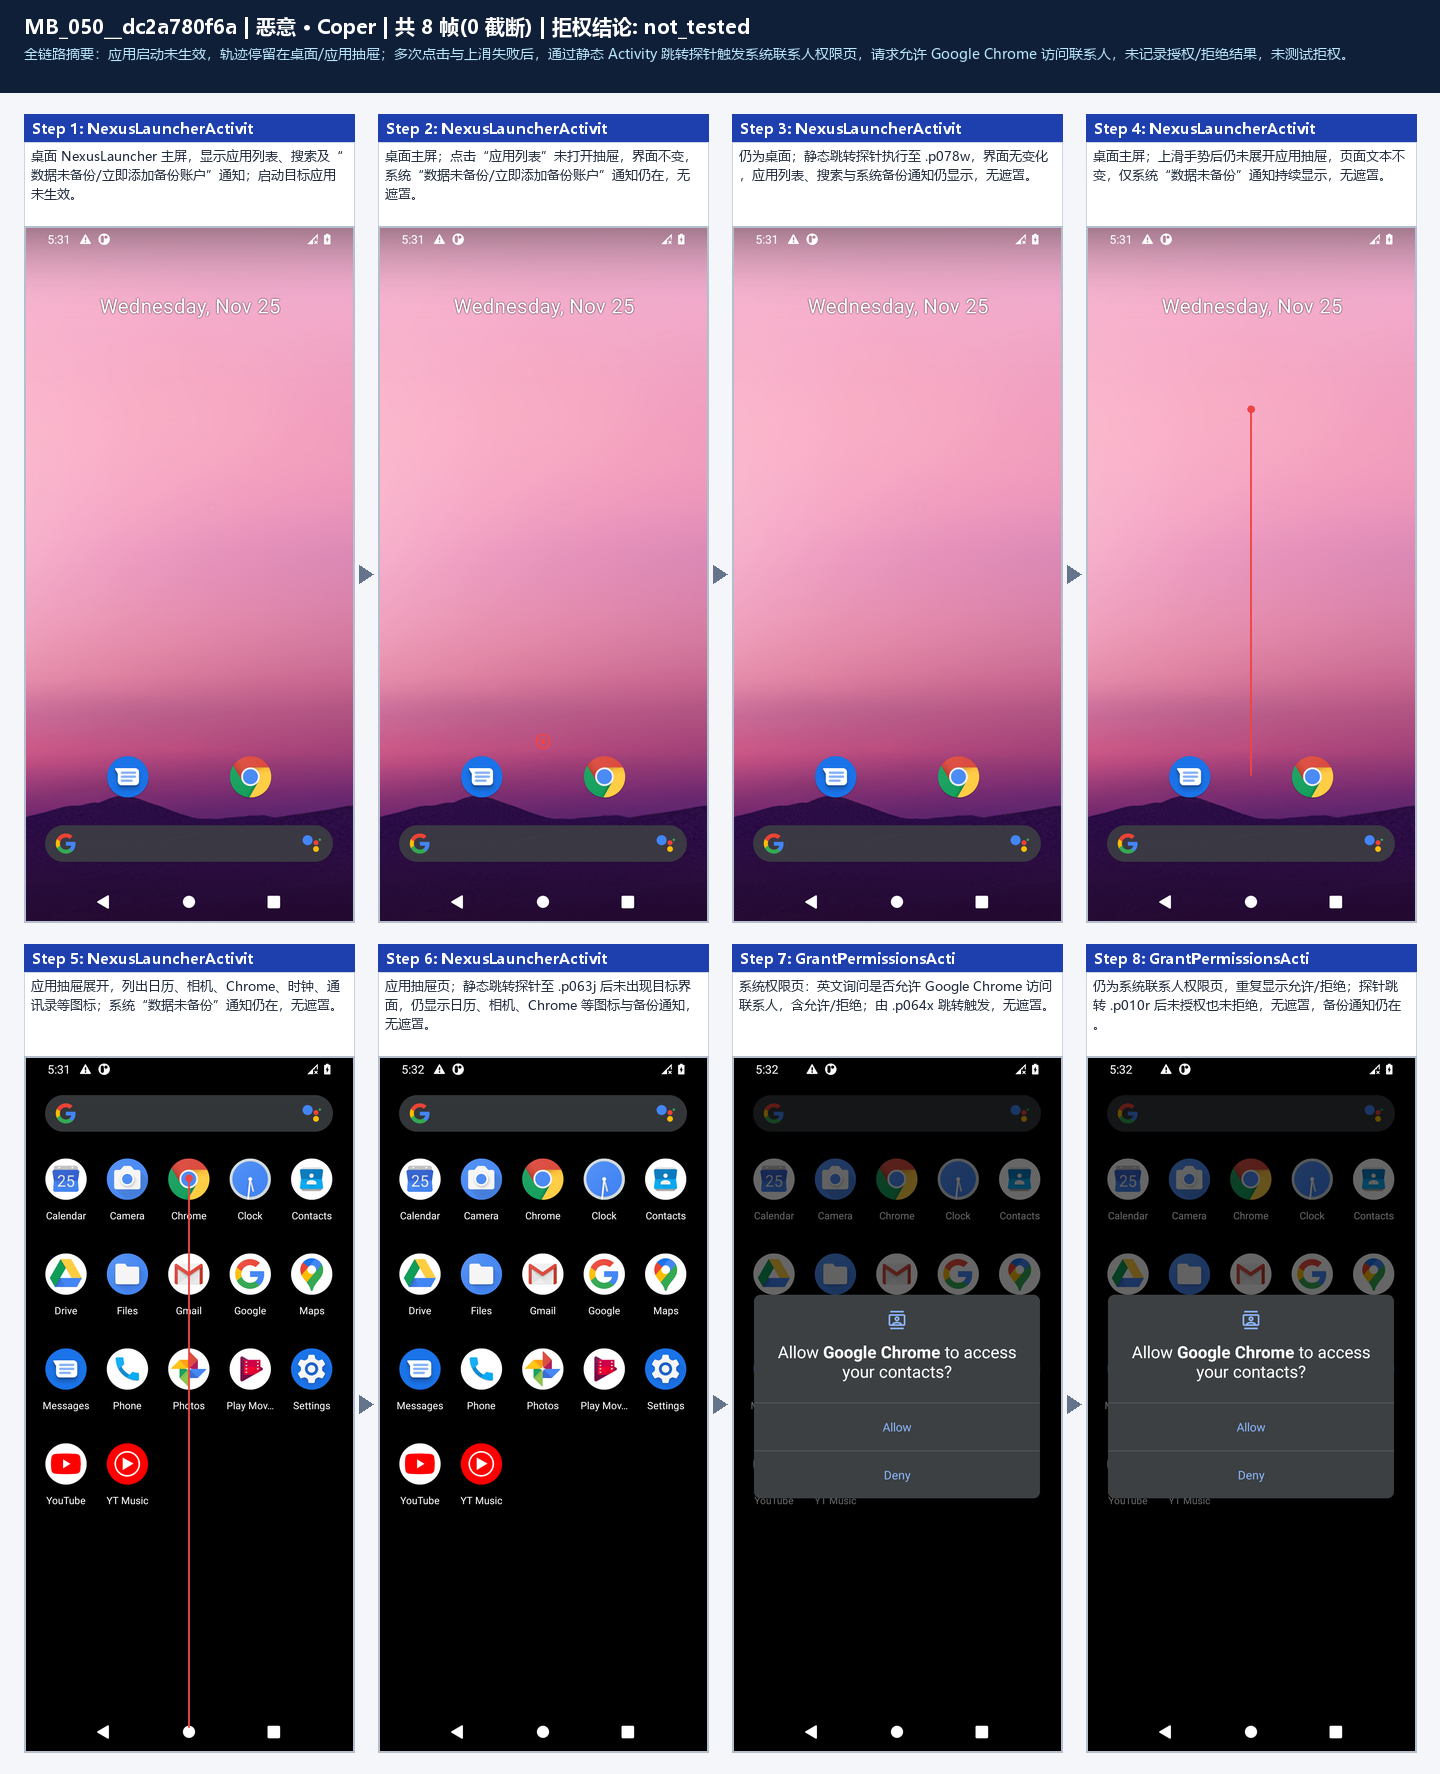 MB_050__dc2a780f6a | 恶意 • Coper | 共 8 帧(0 截断) | 拒权结论: not_tested
全链路摘要：应用启动未生效，轨迹停留在桌面/应用抽屉；多次点击与上滑失败后，通过静态 Activity 跳转探针触发系统联系人权限页，请求允许 Google Chrome 访问联系人，未记录授权/拒绝结果，未测试拒权。
Step 1: NexusLauncherActivit
桌面 NexusLauncher 主屏，显示应用列表、搜索及“
数据未备份/立即添加备份账户”通知；启动目标应用
未生效。
5:31
Wednesday, Nov 25
Step 2: NexusLauncherActivit
桌面主屏；点击“应用列表”未打开抽屉，界面不变，
系统“数据未备份/立即添加备份账户”通知仍在，无
遮罩。
5:31
Wednesday, Nov 25
Step 3: NexusLauncherActivit
仍为桌面；静态跳转探针执行至 .p078w，界面无变化
，应用列表、搜索与系统备份通知仍显示，无遮罩。
5:31
Wednesday, Nov 25
Step 4: NexusLauncherActivit
桌面主屏；上滑手势后仍未展开应用抽屉，页面文本不
变，仅系统“数据未备份”通知持续显示，无遮罩。
5:31
Wednesday, Nov 25
Step 5: NexusLauncherActivit
应用抽屉展开，列出日历、相机、Chrome、时钟、通
讯录等图标；系统“数据未备份”通知仍在，无遮罩。
5:31
25
Calendar Camera Chrome Clock Contacts
Drive Files Gmail Google Maps
Messages Phone Photos Play Mov... Settings
YouTube YT Music
Step 6: NexusLauncherActivit
应用抽屉页；静态跳转探针至 .p063j 后未出现目标界
面，仍显示日历、相机、Chrome 等图标与备份通知，
无遮罩。
5:32
25
Calendar Camera Chrome Clock Contacts
Drive Files Gmail Google Maps
Messages Phone Photos Play Mov... Settings
YouTube YT Music
Step 7: GrantPermissionsActi
系统权限页：英文询问是否允许 Google Chrome 访问
联系人，含允许/拒绝；由 .p064x 跳转触发，无遮罩。
5:32
25
Calendar Camera Chrome Clock Contacts
Allow Google Chrome to access
your contacts?
Allow
Deny
YouTube YT Music
Step 8: GrantPermissionsActi
仍为系统联系人权限页，重复显示允许/拒绝；探针跳
转 .p010r 后未授权也未拒绝，无遮罩，备份通知仍在
。
5:32
25
Calendar Camera Chrome Clock Contacts
Allow Google Chrome to access
your contacts?
Allow
Deny
YouTube YT Music